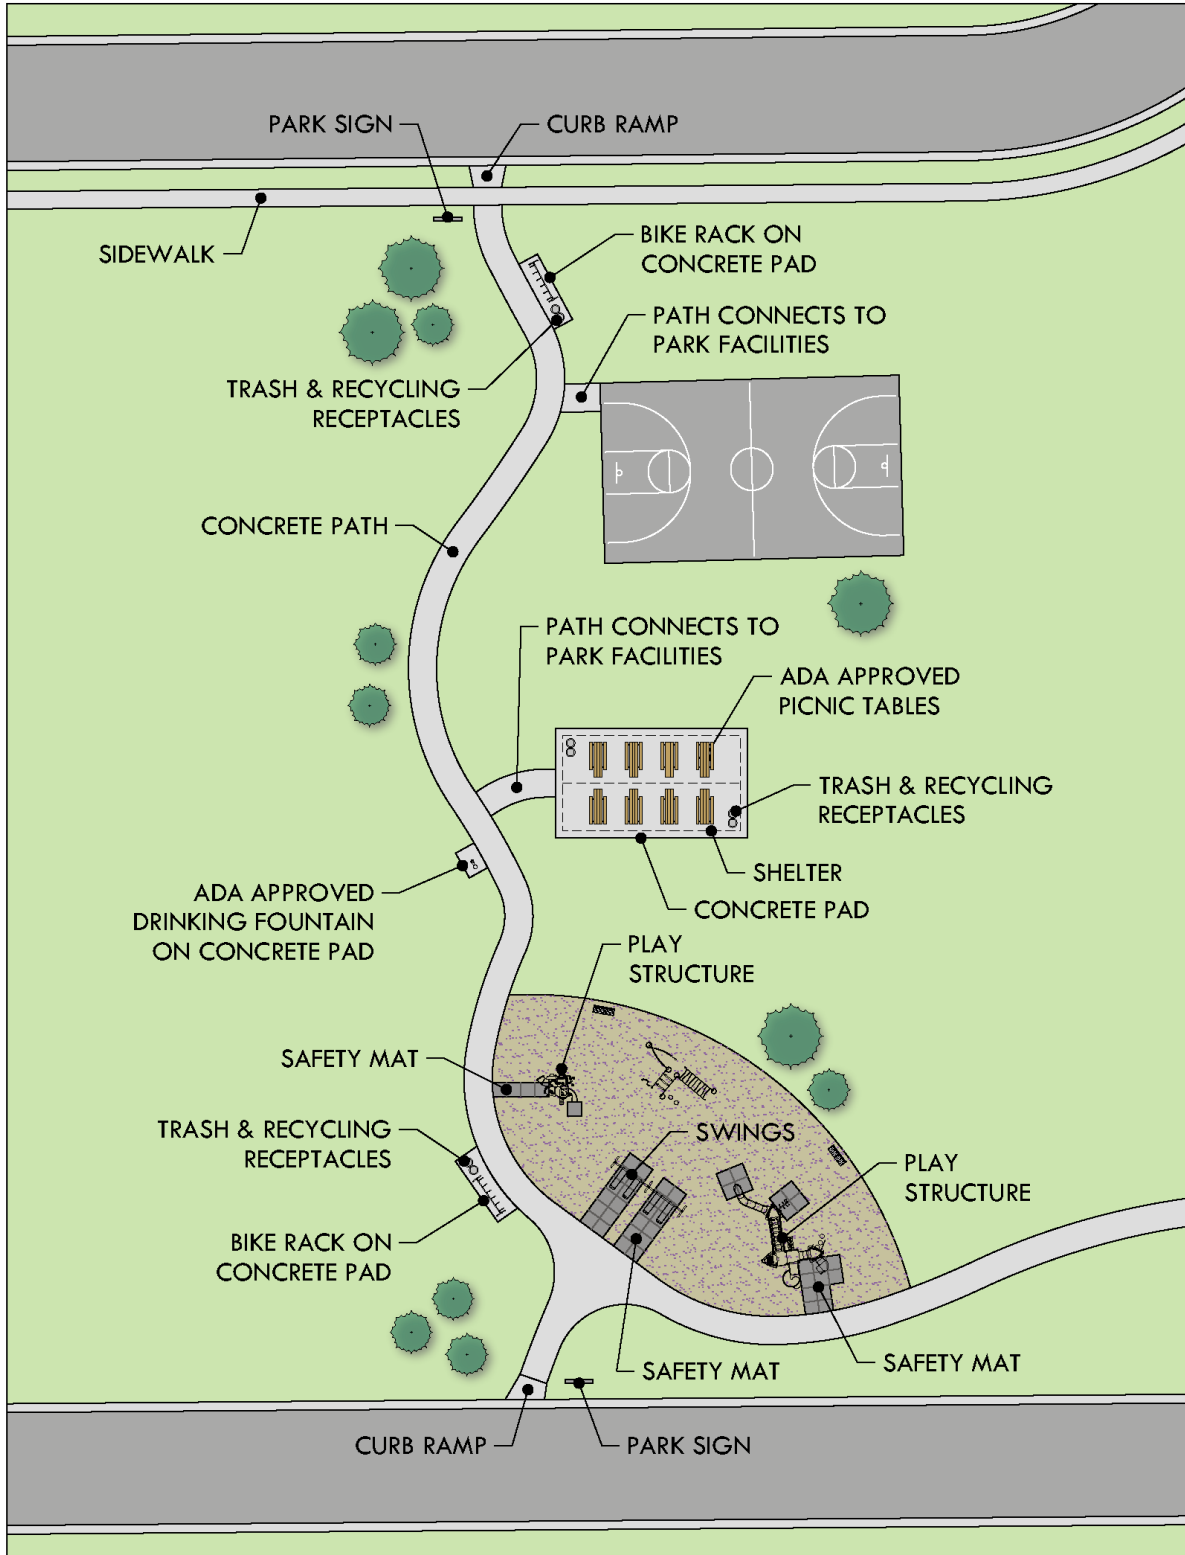 PARK SIGN
CURB RAMP
SIDEWALK
BIKE RACK ON
CONCRETE PAD
PATH CONNECTS TO
PARK FACILITIES
TRASH & RECYCLING
RECEPTACLES
CONCRETE PATH
PATH CONNECTS TO
PARK FACILITIES
ADA APPROVED
PICNIC TABLES
TRASH & RECYCLING
RECEPTACLES
SHELTER
CONCRETE PAD
ADA APPROVED
DRINKING FOUNTAIN
ON CONCRETE PAD
PLAY
STRUCTURE
SAFETY MAT
TRASH & RECYCLING
RECEPTACLES
SWINGS
PLAY
STRUCTURE
BIKE RACK ON
CONCRETE PAD
SAFETY MAT
SAFETY MAT
CURB RAMP
PARK SIGN